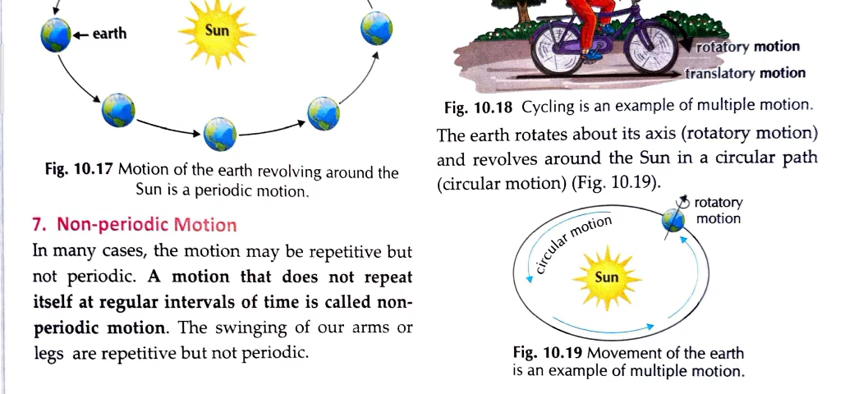 earth
Sun
Fig. 10.17 Motion of the earth revolving around the
Sun is a periodic motion.
7. Non-periodic Motion
In many cases, the motion may be repetitive but
not periodic. A motion that does not repeat
itself at regular intervals of time is called non-
periodic motion. The swinging of our arms or
legs are repetitive but not periodic.
rotatory motion
translatory motion
Fig. 10.18 Cycling is an example of multiple motion.
The earth rotates about its axis (rotatory motion)
and revolves around the Sun in a circular path
(circular motion) (Fig. 10.19).
rotatory
motion
circular motion
Sun
Fig. 10.19 Movement of the earth
is an example of multiple motion.